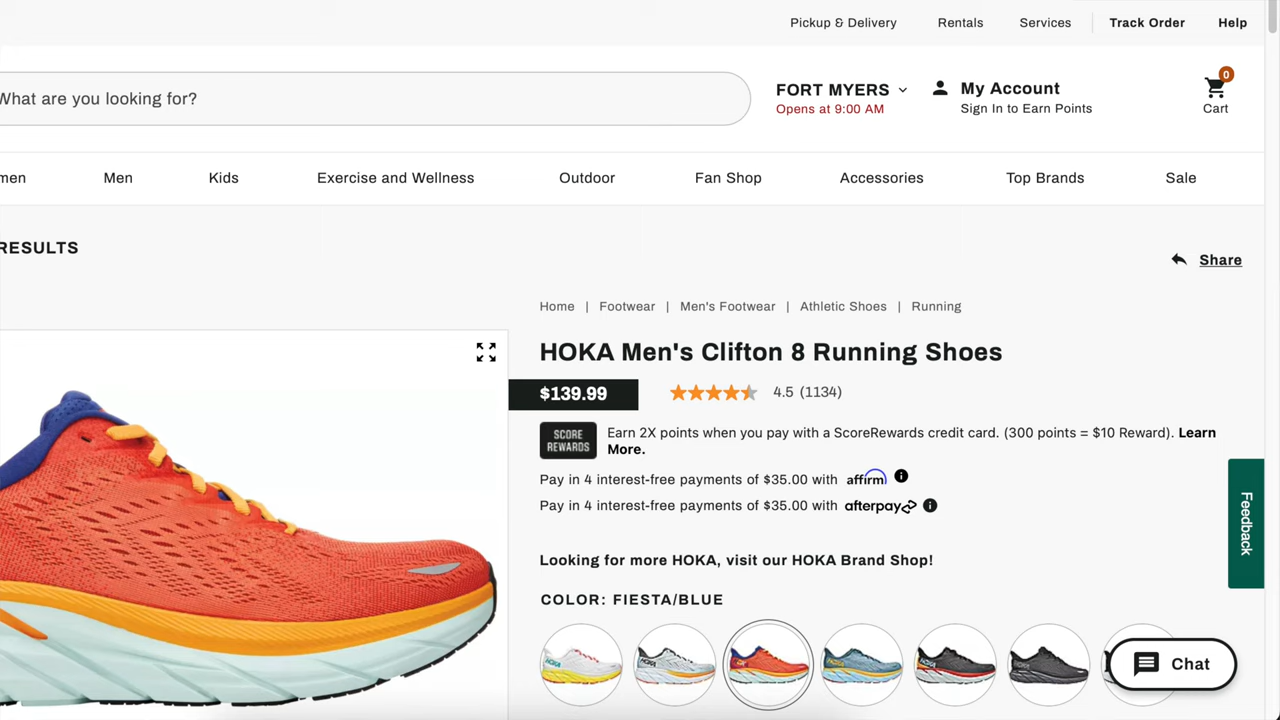 Pickup & Delivery Rentals Services Track Order Help
What are you looking for?
FORT MYERS
Opens at 9:00 AM
My Account
Sign In to Earn Points
0
Cart
men Men Kids Exercise and Wellness Outdoor Fan Shop Accessories Top Brands Sale
RESULTS
Share
Home | Footwear | Men's Footwear | Athletic Shoes | Running
HOKA Men's Clifton 8 Running Shoes
$139.99 4.5 (1134)
SCORE
REWARDS
Earn 2X points when you pay with a ScoreRewards credit card. (300 points = $10 Reward). Learn
More.
Pay in 4 interest-free payments of $35.00 with affirm
Pay in 4 interest-free payments of $35.00 with afterpay
Feedback
Looking for more HOKA, visit our HOKA Brand Shop!
COLOR: FIESTA/BLUE
Chat